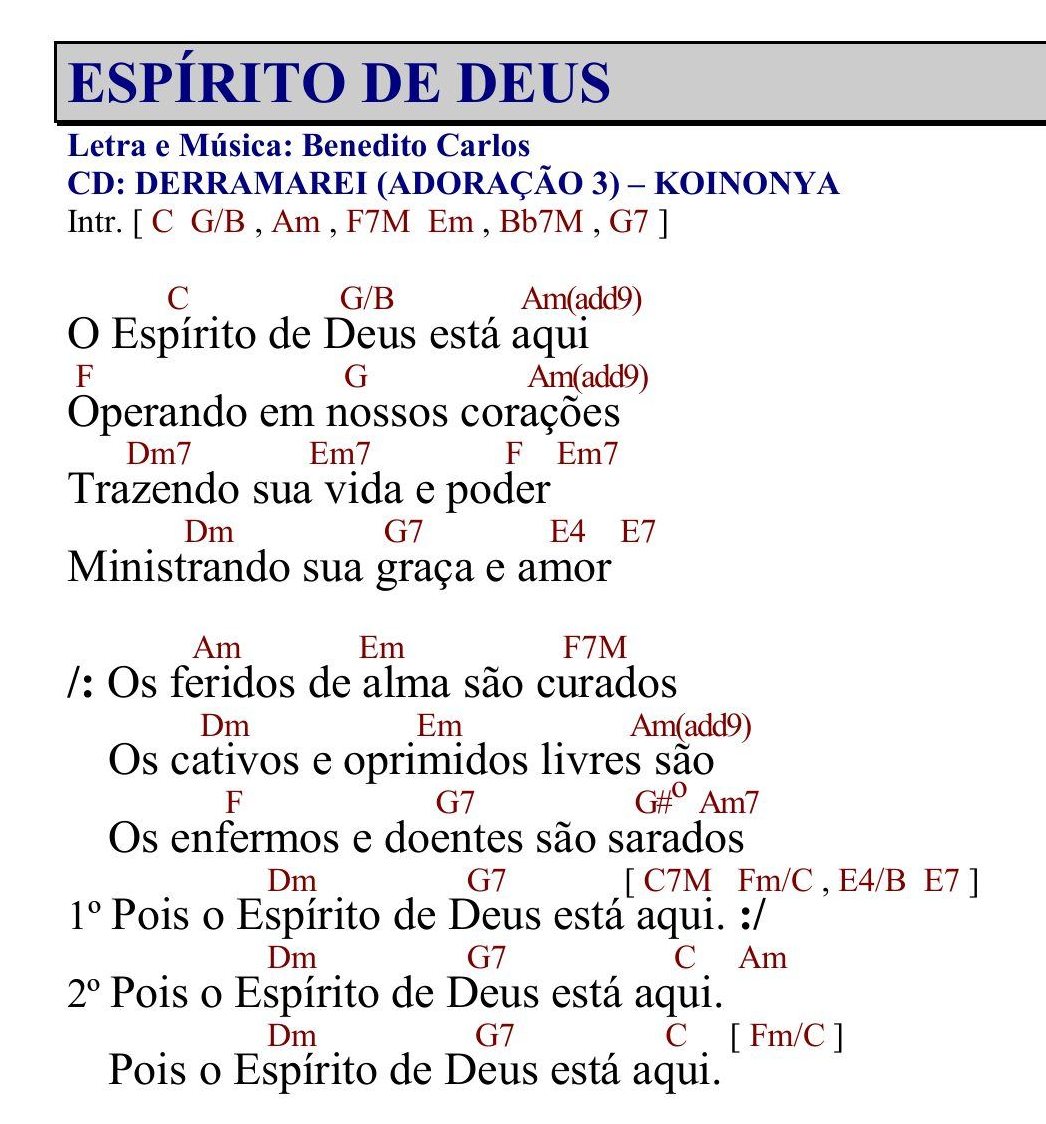 ESPÍRITO DE DEUS
Letra e Música: Benedito Carlos
CD: DERRAMAREI (ADORAÇÃO 3) – KOINONYA
Intr. [ C G/B , Am , F7M Em , Bb7M , G7 ]
C G/B Am(add9)
O Espírito de Deus está aqui
F G Am(add9)
Operando em nossos corações
Dm7 Em7 F Em7
Trazendo sua vida e poder
Dm G7 E4 E7
Ministrando sua graça e amor
Am Em F7M
/: Os feridos de alma são curados
Dm Em Am(add9)
Os cativos e oprimidos livres são
F G7 G#º Am7
Os enfermos e doentes são sarados
Dm G7 [ C7M Fm/C , E4/B E7 ]
1º Pois o Espírito de Deus está aqui. :/
Dm G7 C Am
2º Pois o Espírito de Deus está aqui.
Dm G7 C [ Fm/C ]
Pois o Espírito de Deus está aqui.